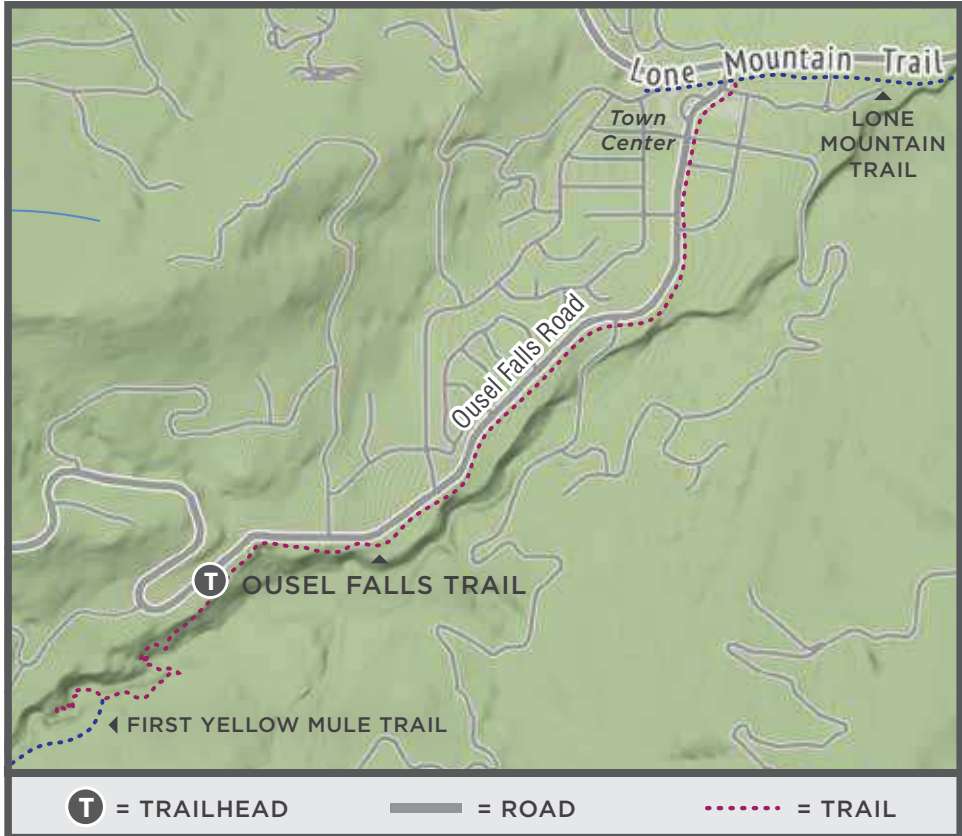 Lone Mountain Trail
Town
Center
LONE
MOUNTAIN
TRAIL
Ousel Falls Road
T
OUSEL FALLS TRAIL
FIRST YELLOW MULE TRAIL
T = TRAILHEAD = ROAD = TRAIL